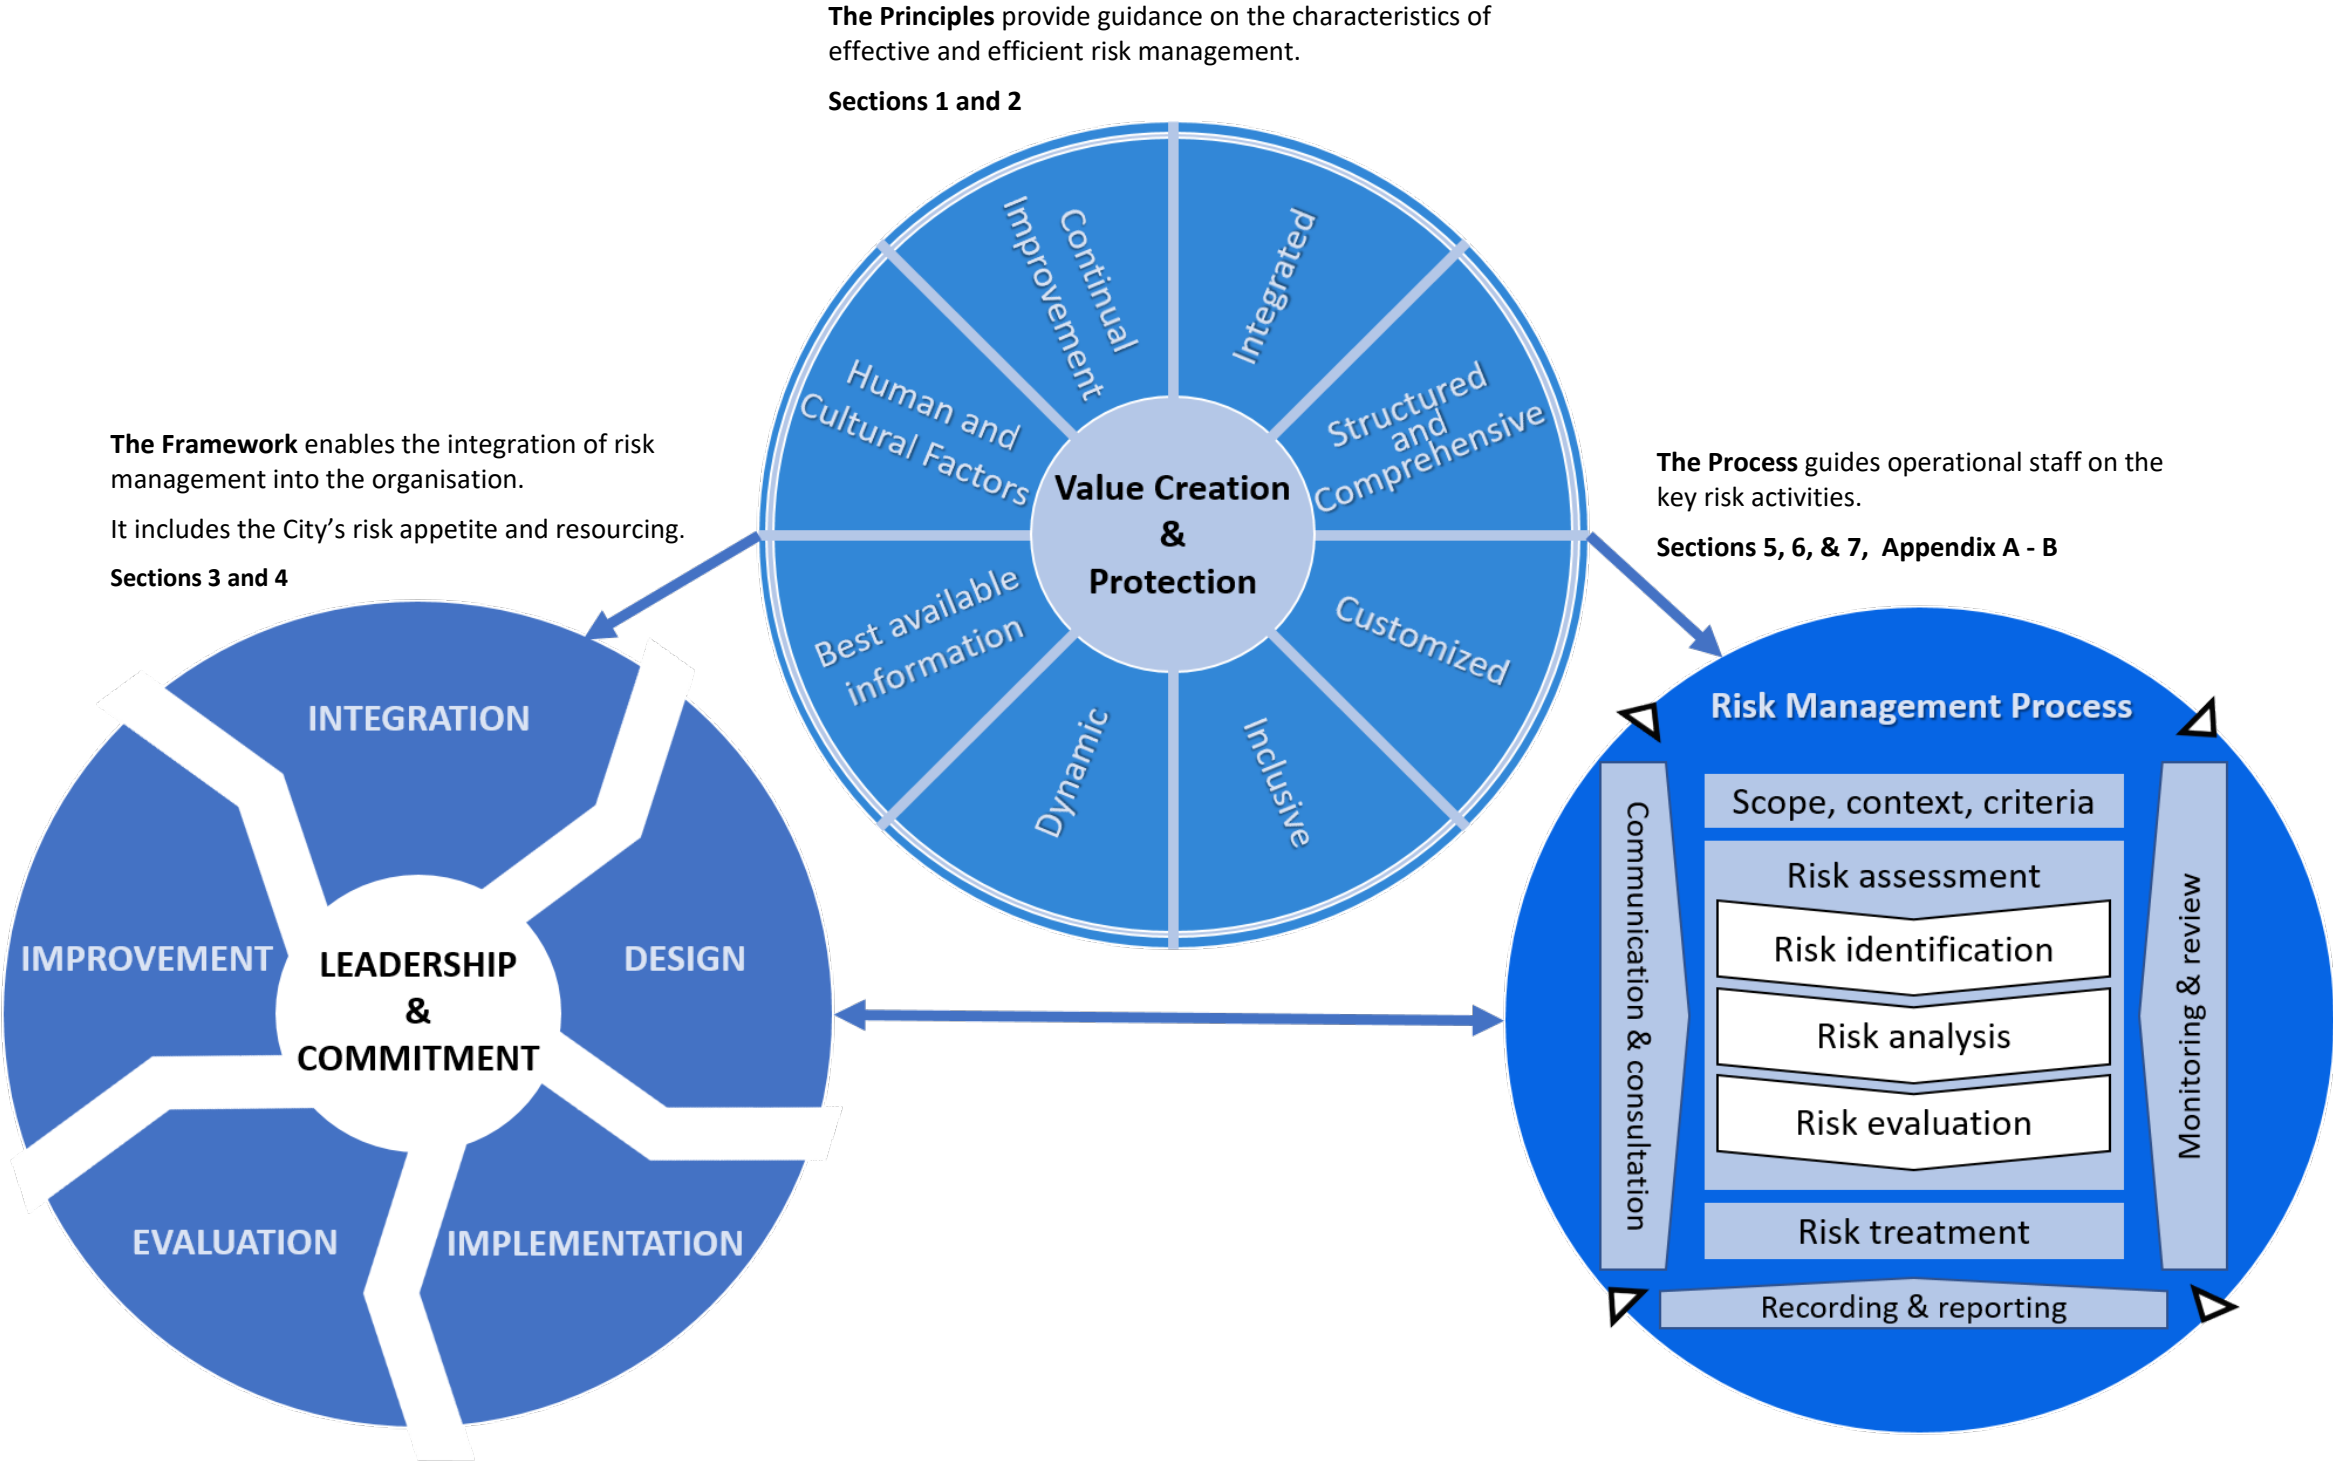 The Principles provide guidance on the characteristics of
effective and efficient risk management.
Sections 1 and 2
Continual
Improvement
Integrated
Human and
Cultural Factors
Structured
and
Comprehensive
Value Creation
&
Protection
Best available
information
Customized
Dynamic
Inclusive
The Framework enables the integration of risk
management into the organisation.
It includes the City’s risk appetite and resourcing.
Sections 3 and 4
INTEGRATION
IMPROVEMENT
DESIGN
LEADERSHIP
&
COMMITMENT
EVALUATION
IMPLEMENTATION
The Process guides operational staff on the
key risk activities.
Sections 5, 6, & 7, Appendix A - B
Risk Management Process
Communication & consultation
Scope, context, criteria
Risk assessment
Risk identification
Risk analysis
Risk evaluation
Risk treatment
Monitoring & review
Recording & reporting